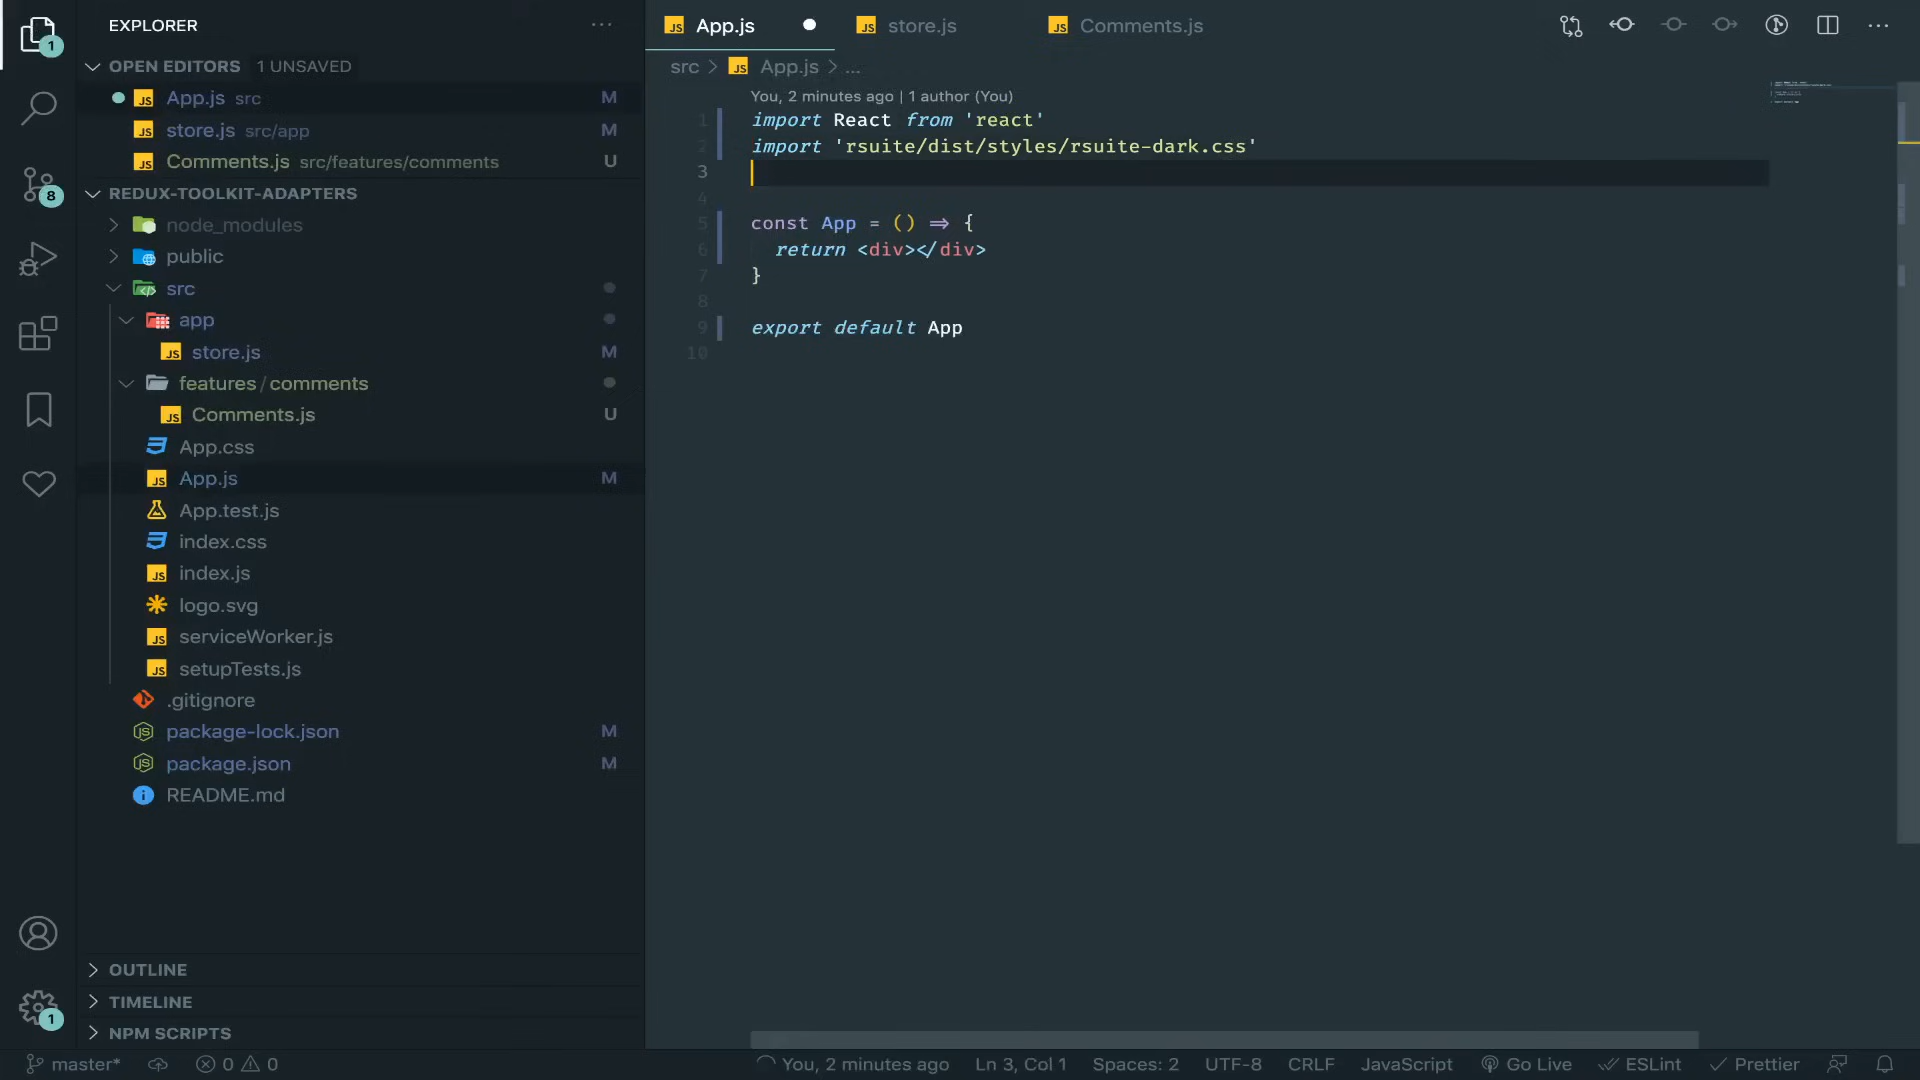 EXPLORER
OPEN EDITORS 1 UNSAVED
App.js src M
store.js src/app M
Comments.js src/features/comments U
REDUX-TOOLKIT-ADAPTERS
node_modules
public
src
app
store.js M
features/comments
Comments.js U
App.css
App.js M
App.test.js
index.css
index.js
logo.svg
serviceWorker.js
setupTests.js
.gitignore
package-lock.json M
package.json M
README.md
OUTLINE
TIMELINE
NPM SCRIPTS
1
8
1
App.js
store.js
Comments.js
src > App.js > ...
You, 2 minutes ago | 1 author (You)
1 import React from 'react'
2 import 'rsuite/dist/styles/rsuite-dark.css'
3
4
5 const App = () => {
6 return <div></div>
7 }
8
9 export default App
10
master* 0 0 You, 2 minutes ago Ln 3, Col 1 Spaces: 2 UTF-8 CRLF JavaScript Go Live ESLint Prettier